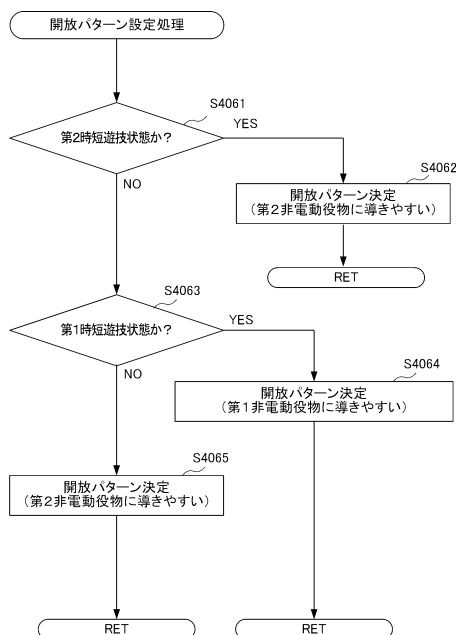 開放パターン設定処理
S4061
第2時短遊技状態か？
YES
NO
S4062
開放パターン決定
（第２非電動役物に導きやすい）
RET
S4063
第1時短遊技状態か？
YES
NO
S4064
開放パターン決定
（第１非電動役物に導きやすい）
S4065
開放パターン決定
（第２非電動役物に導きやすい）
RET
RET